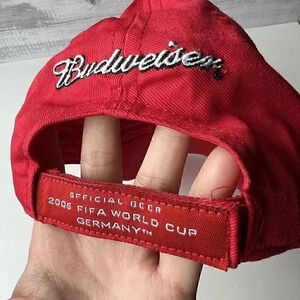 Budweiser
OFFICIAL BEER
2006 FIFA WORLD CUP
GERMANY™